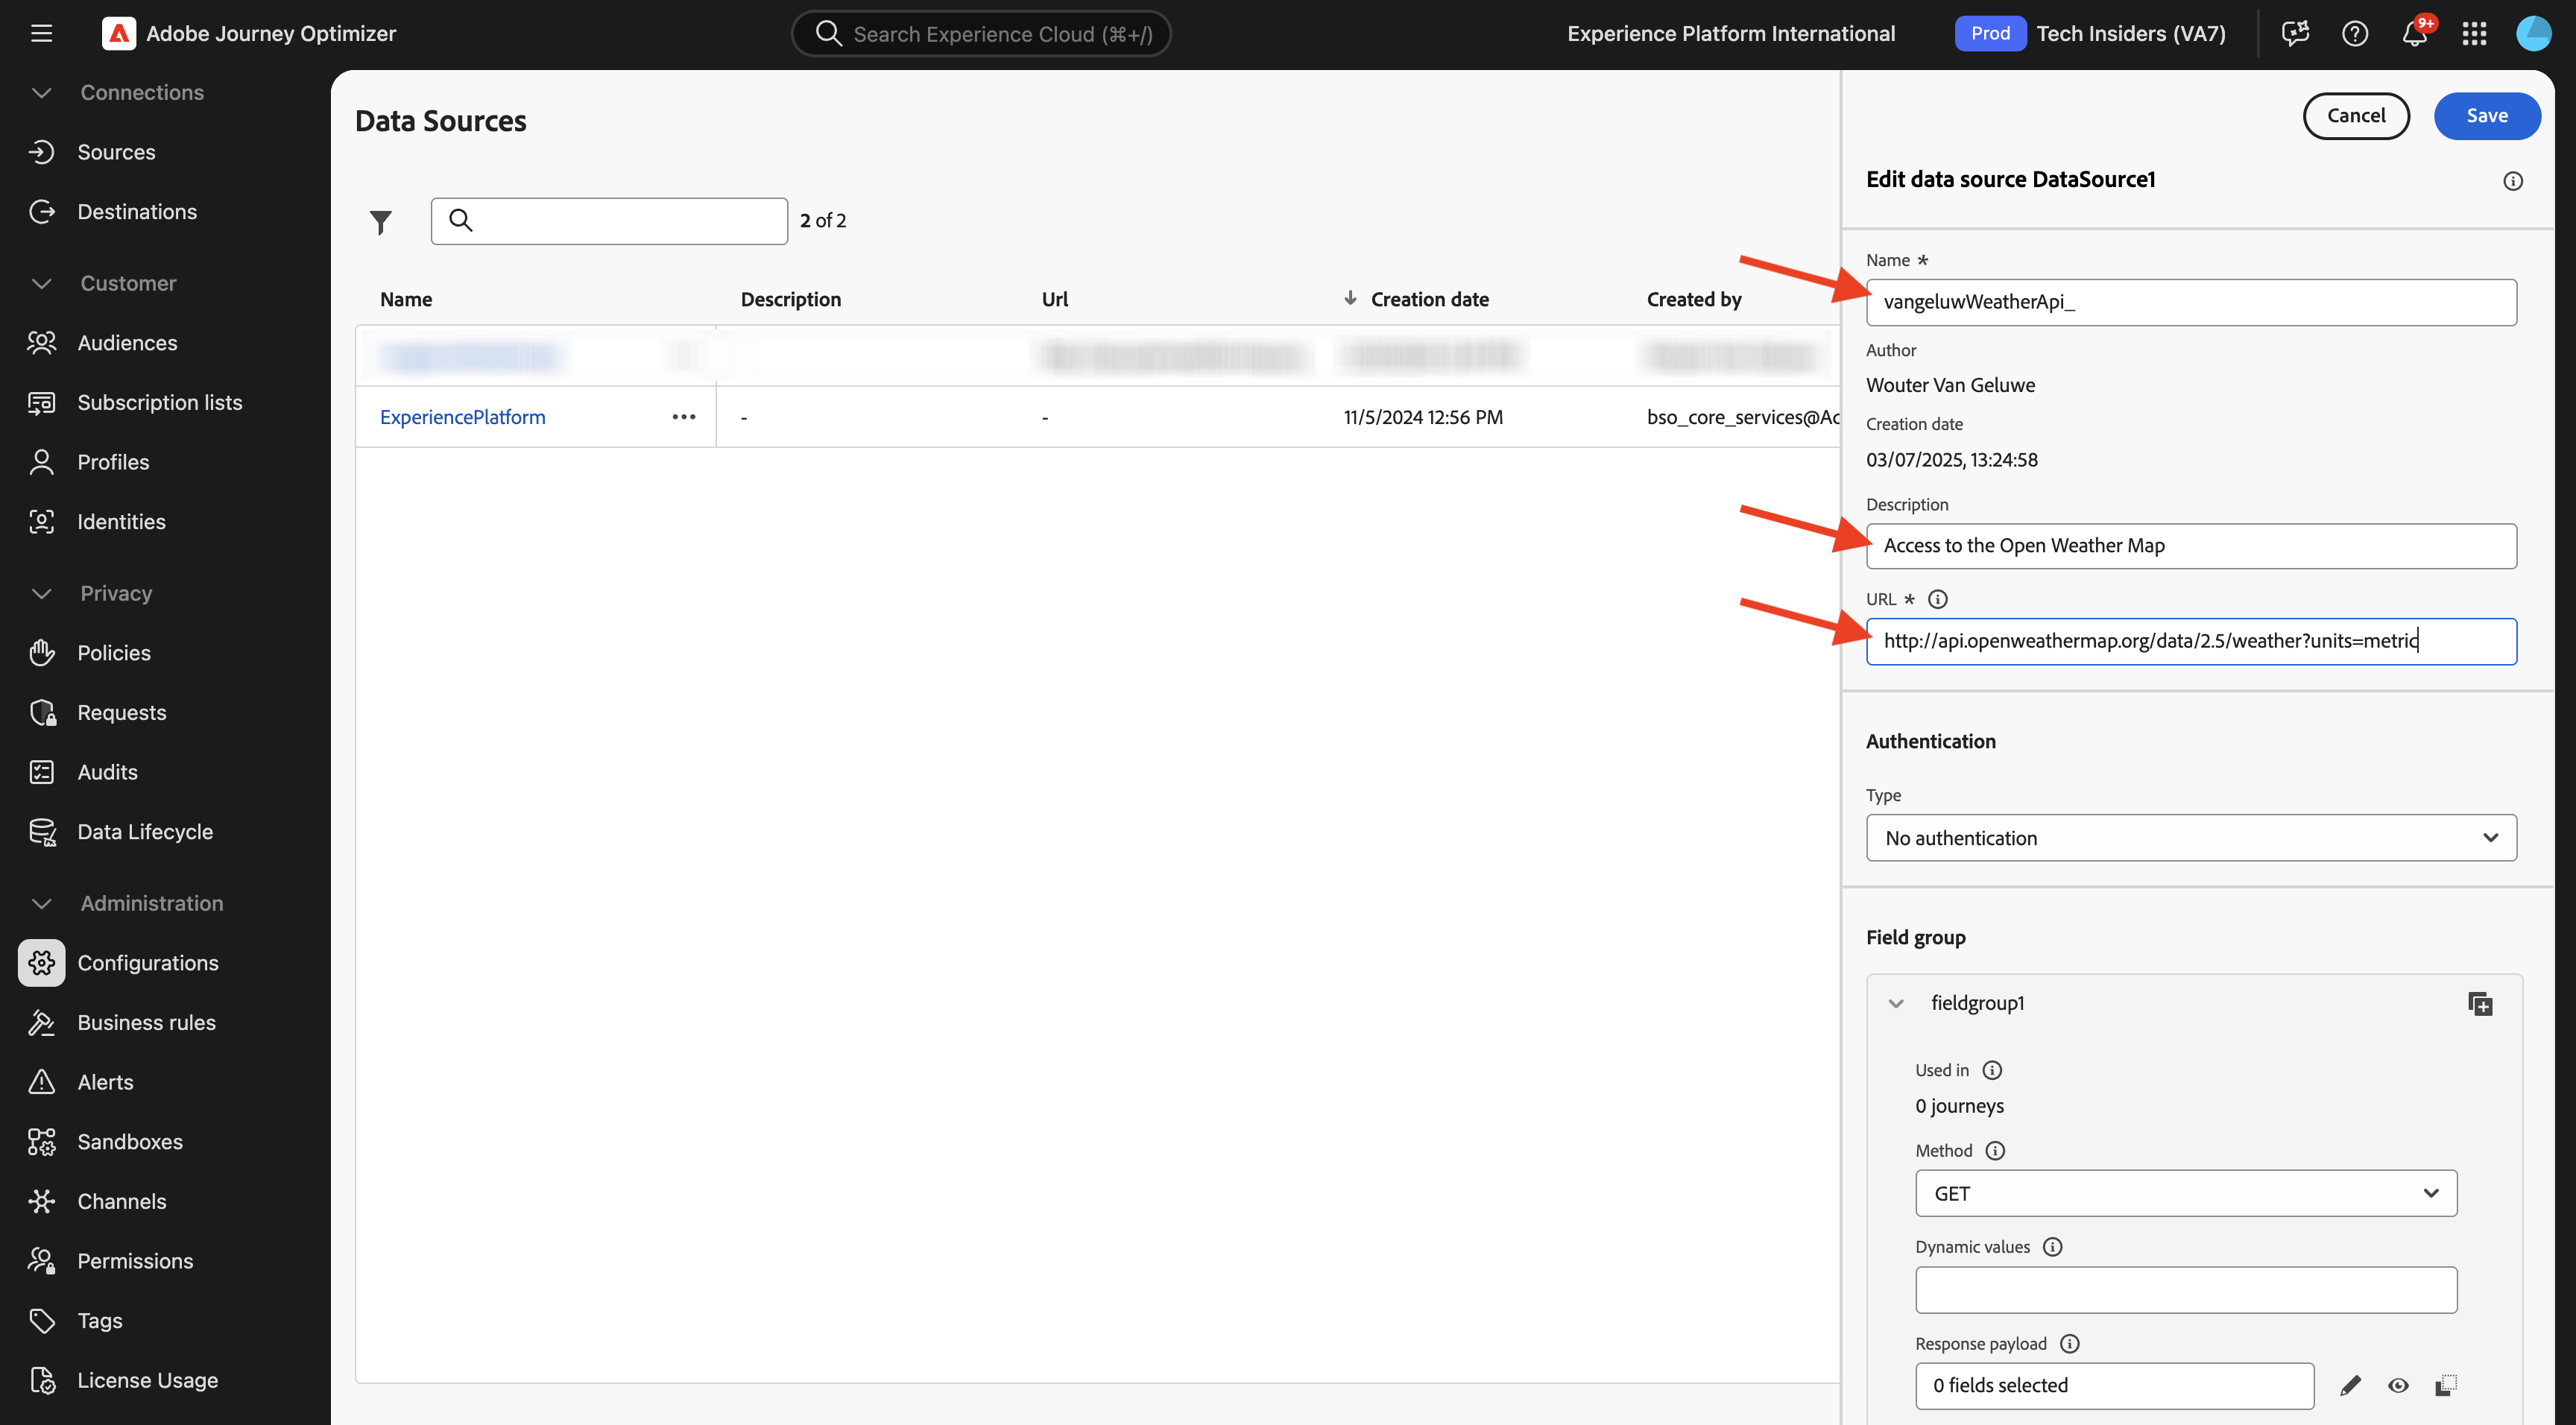 Adobe Journey Optimizer
Search Experience Cloud (⌘+/)
Experience Platform International
Prod
Tech Insiders (VA7)
9+
Connections
Sources
Destinations
Customer
Audiences
Subscription lists
Profiles
Identities
Privacy
Policies
Requests
Audits
Data Lifecycle
Administration
Configurations
Business rules
Alerts
Sandboxes
Channels
Permissions
Tags
License Usage
Data Sources
2 of 2
Name Description Url Creation date Created by
ExperiencePlatform ••• - - 11/5/2024 12:56 PM bso_core_services@Ac
Cancel
Save
Edit data source DataSource1
Name *
vangeluwWeatherApi_
Author
Wouter Van Geluwe
Creation date
03/07/2025, 13:24:58
Description
Access to the Open Weather Map
URL *
http://api.openweathermap.org/data/2.5/weather?units=metric
Authentication
Type
No authentication
Field group
fieldgroup1
Used in
0 journeys
Method
GET
Dynamic values
Response payload
0 fields selected